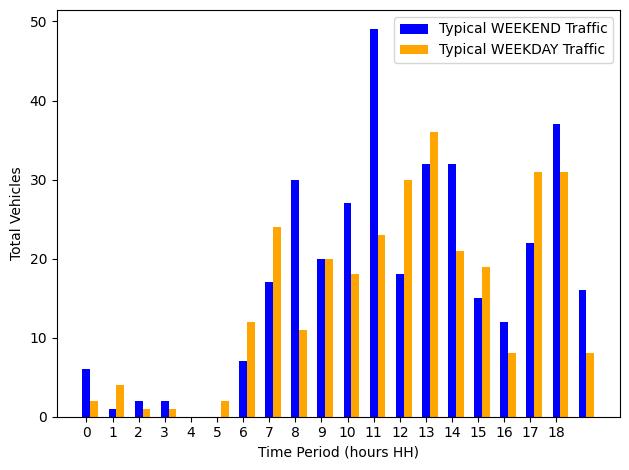 50
Typical WEEKEND Traffic
Typical WEEKDAY Traffic
40
30
20
10
0
Total Vehicles
0 1 2 3 4 5 6 7 8 9 10 11 12 13 14 15 16 17 18
Time Period (hours HH)